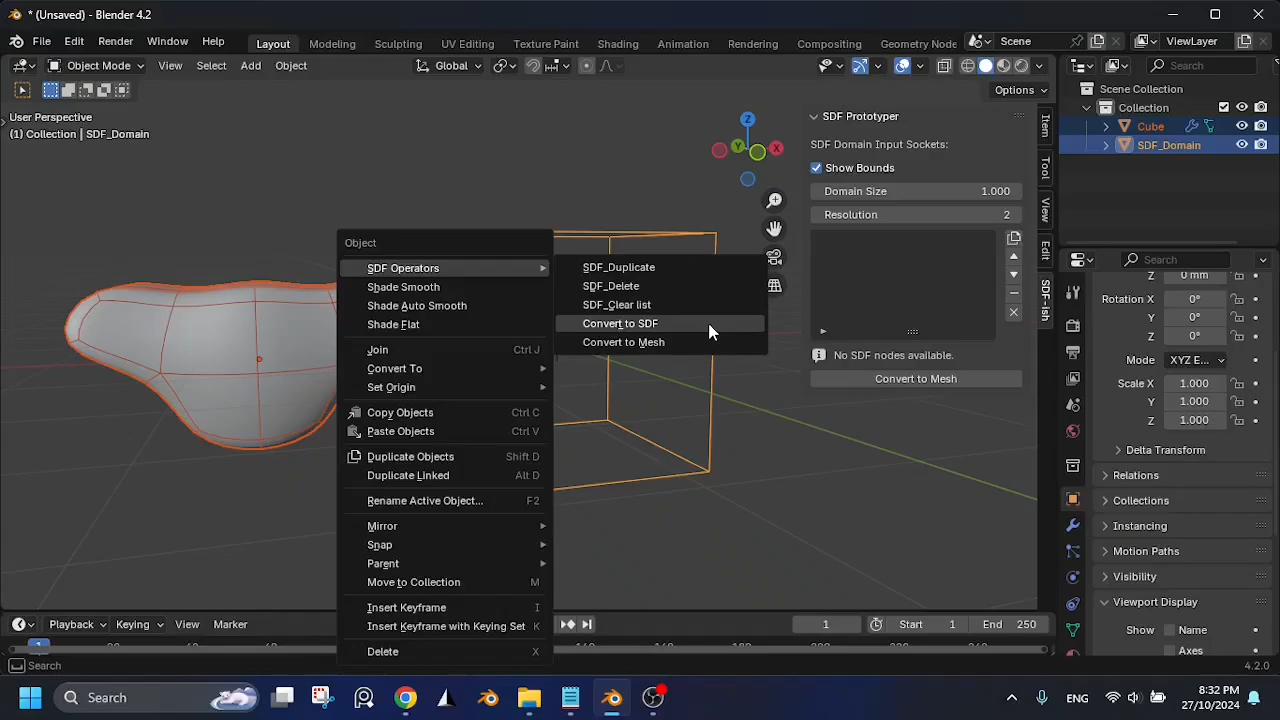 * (Unsaved) - Blender 4.2
File Edit Render Window Help
Layout Modeling Sculpting UV Editing Texture Paint Shading Animation Rendering Compositing Geometry Node
Scene
ViewLayer
Object Mode View Select Add Object
Global
Search
Options
User Perspective
(1) Collection | SDF_Domain
Z
Y
X
SDF Prototyper
SDF Domain Input Sockets:
Show Bounds
Domain Size 1.000
Resolution 2
No SDF nodes available.
Convert to Mesh
Item
Tool
View
Edit
SDF-ish
Scene Collection
Collection
Cube
SDF_Domain
Search
Z 0 mm
Rotation X 0°
Y 0°
Z 0°
Mode XYZ E...
Scale X 1.000
Y 1.000
Z 1.000
Delta Transform
Relations
Collections
Instancing
Motion Paths
Visibility
Viewport Display
Show Name
Axes
Object
SDF Operators
Shade Smooth
Shade Auto Smooth
Shade Flat
Join Ctrl J
Convert To
Set Origin
Copy Objects Ctrl C
Paste Objects Ctrl V
Duplicate Objects Shift D
Duplicate Linked Alt D
Rename Active Object... F2
Mirror
Snap
Parent
Move to Collection M
Insert Keyframe I
Insert Keyframe with Keying Set K
Delete X
SDF_Duplicate
SDF_Delete
SDF_Clear list
Convert to SDF
Convert to Mesh
Playback Keying View Marker
1 Start 1 End 250
1
Search
4.2.0
Search
ENG
8:32 PM
27/10/2024